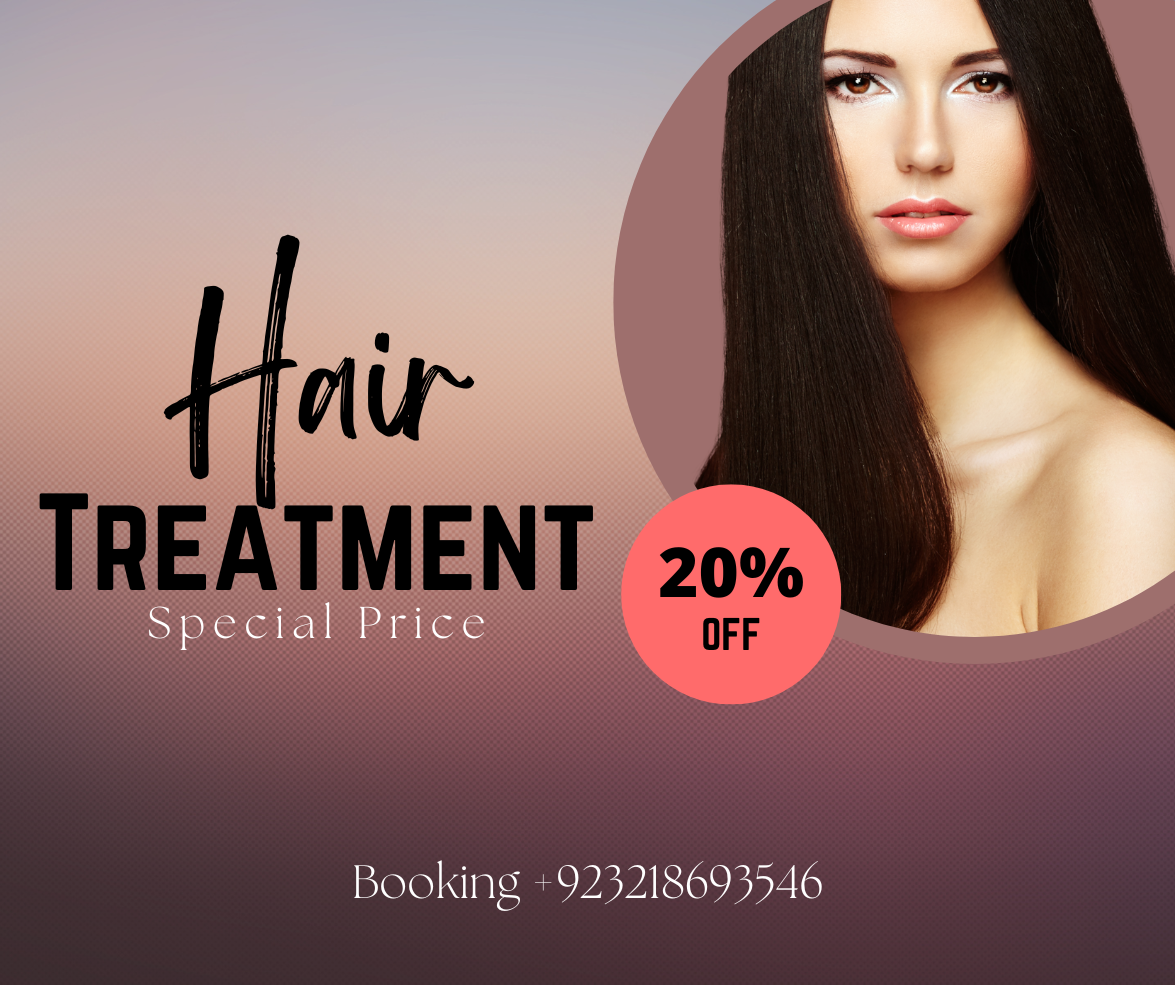 Hair
TREATMENT
Special Price
20%
OFF
Booking +923218693546